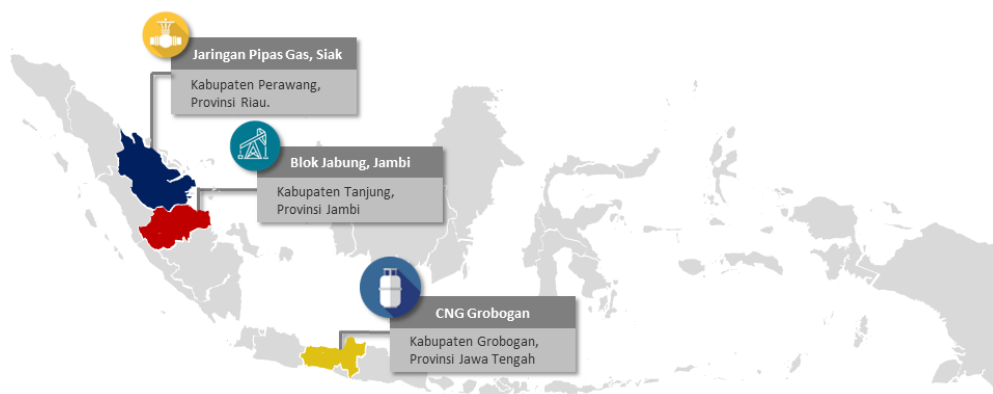 Jaringan Pipas Gas, Siak
Kabupaten Perawang,
Provinsi Riau.
Blok Jabung, Jambi
Kabupaten Tanjung,
Provinsi Jambi
CNG Grobogan
Kabupaten Grobogan,
Provinsi Jawa Tengah